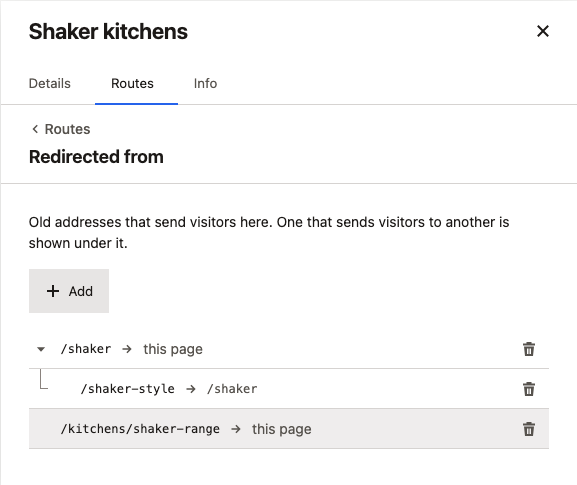 Shaker kitchens
Details Routes Info
Routes
Redirected from
Old addresses that send visitors here. One that sends visitors to another is
shown under it.
Add
/shaker → this page
/shaker-style → /shaker
/kitchens/shaker-range → this page